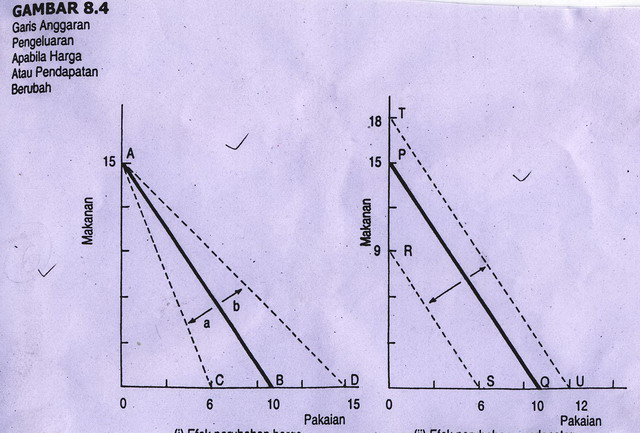 GAMBAR 8.4
Garis Anggaran
Pengeluaran
Apabila Harga
Atau Pendapatan
Berubah
15
A
Makanan
a
b
C
B
D
0
6
10
15
Pakaian
18
T
15
P
Makanan
9
R
S
Q
U
0
6
10
12
Pakaian